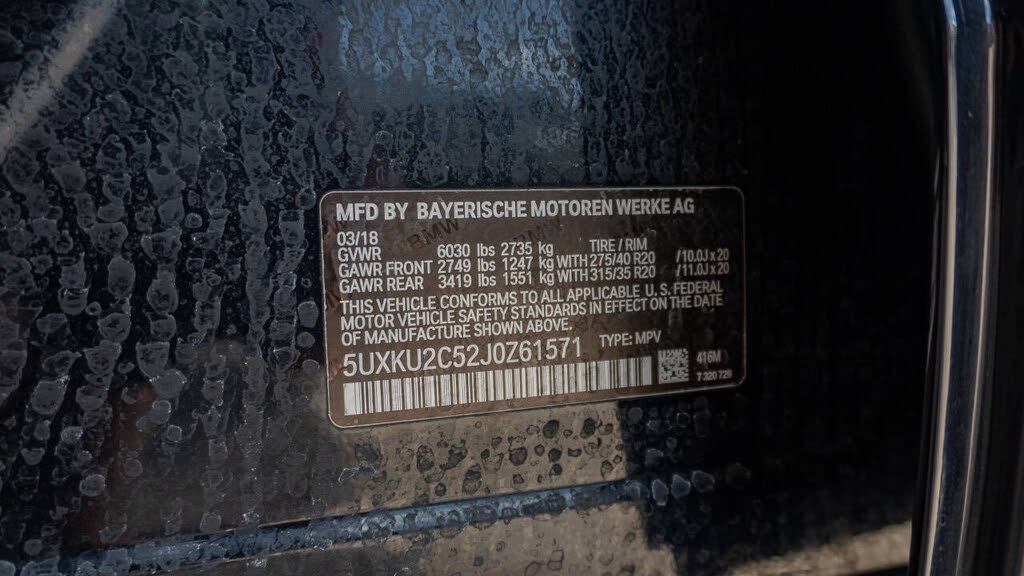 MFD BY BAYERISCHE MOTOREN WERKE AG
03/18
GVWR 6030 lbs 2735 kg TIRE / RIM
GAWR FRONT 2749 lbs 1247 kg WITH 275/40 R20 /10.0J x 20
GAWR REAR 3419 lbs 1551 kg WITH 315/35 R20 /11.0J x 20
THIS VEHICLE CONFORMS TO ALL APPLICABLE U.S. FEDERAL
MOTOR VEHICLE SAFETY STANDARDS IN EFFECT ON THE DATE
OF MANUFACTURE SHOWN ABOVE.
5UXKU2C52J0Z61571 TYPE: MPV
416M
7 320 729